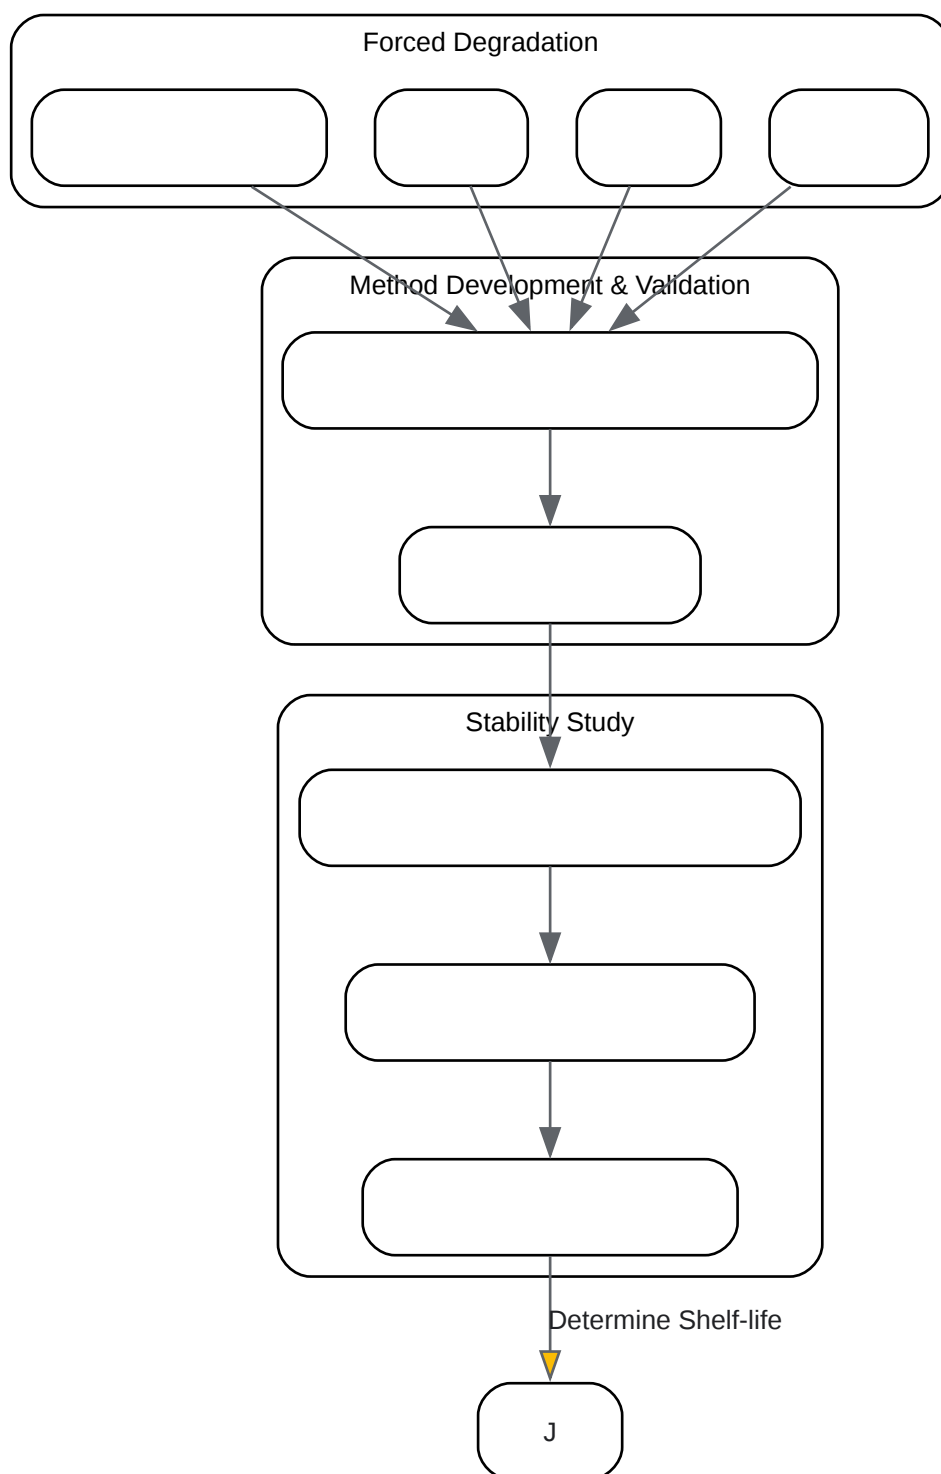 Forced Degradation
Method Development & Validation
Stability Study
Determine Shelf-life
J